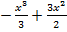 -x³/3 + 3x²/2